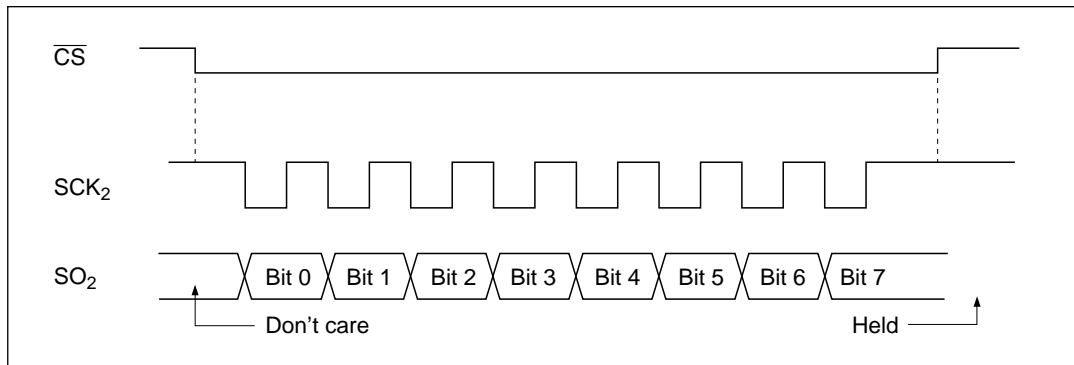 C̅S̅
SCK₂
SO₂ Bit 0 Bit 1 Bit 2 Bit 3 Bit 4 Bit 5 Bit 6 Bit 7
Don't care Held